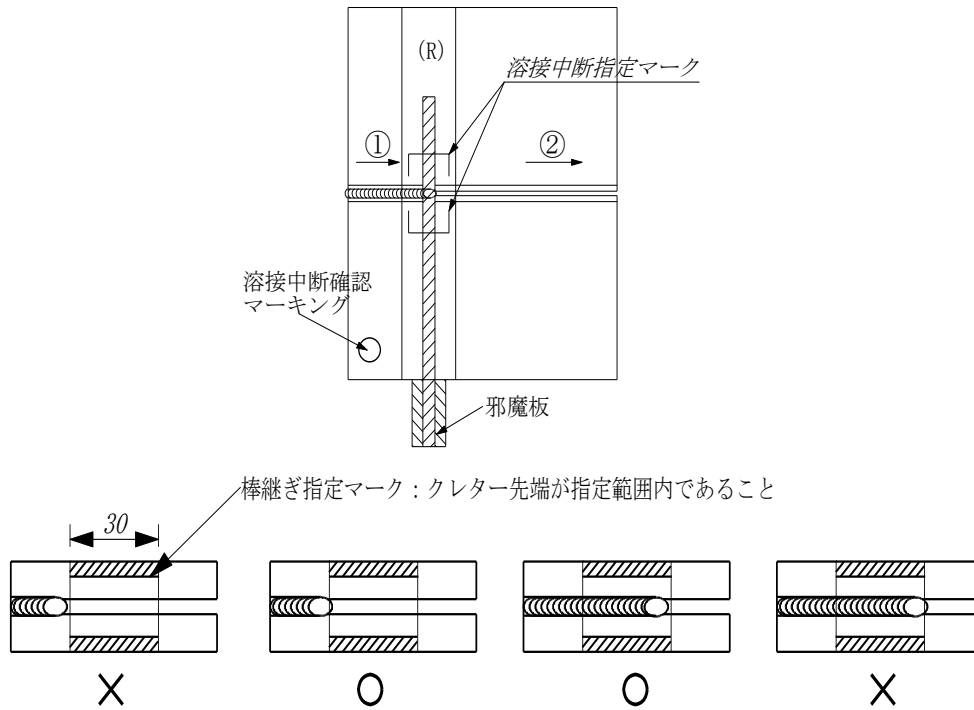 (R)
溶接中断指定マーク
①
②
溶接中断確認
マーキング
邪魔板
棒継ぎ指定マーク：クレター先端が指定範囲内であること
30
× ○ ○ ×